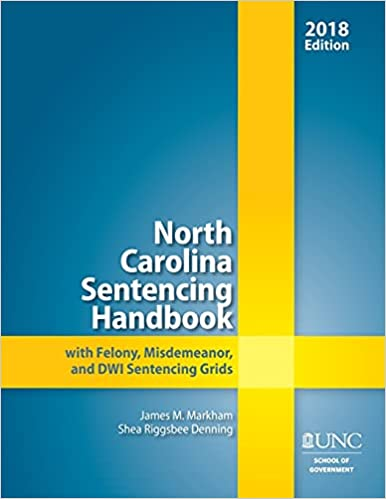 2018
Edition
North
Carolina
Sentencing
Handbook
with Felony, Misdemeanor,
and DWI Sentencing Grids
James M. Markham
Shea Riggsbee Denning
UNC
SCHOOL OF
GOVERNMENT